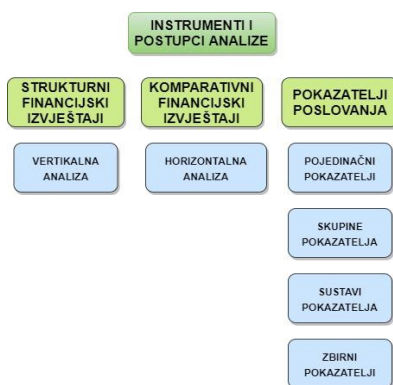 INSTRUMENTI I
POSTUPCI ANALIZE
STRUKTURNI
FINANCIJSKI
IZVJEŠTAJI
KOMPARATIVNI
FINANCIJSKI
IZVJEŠTAJI
POKAZATELJI
POSLOVANJA
VERTIKALNA
ANALIZA
HORIZONTALNA
ANALIZA
POJEDINAČNI
POKAZATELJI
SKUPINE
POKAZATELJA
SUSTAVI
POKAZATELJA
ZBIRNI
POKAZATELJI